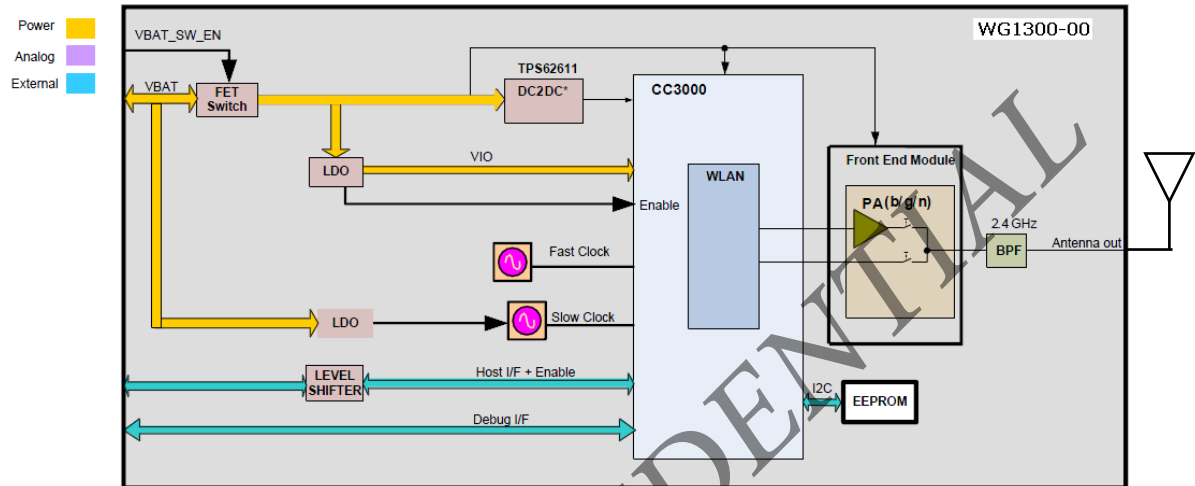 Power
Analog
External
WG1300-00
VBAT_SW_EN
VBAT
FET
Switch
TPS62611
DC2DC*
CC3000
LDO
VIO
Enable
WLAN
Front End Module
PA(b/g/n)
2.4 GHz
BPF
Antenna out
Fast Clock
LDO
Slow Clock
LEVEL
SHIFTER
Host I/F + Enable
I2C
EEPROM
Debug I/F
DENTIAL